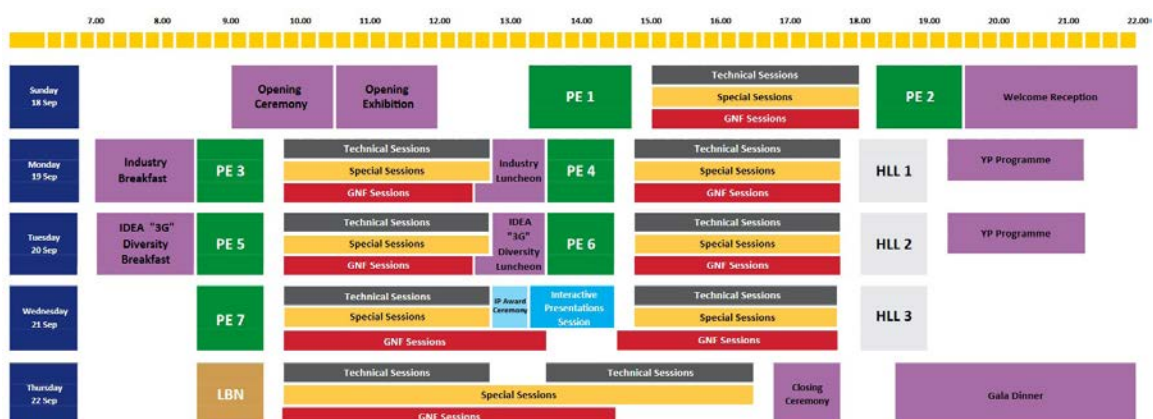 7.00 8.00 9.00 10.00 11.00 12.00 13.00 14.00 15.00 16.00 17.00 18.00 19.00 20.00 21.00 22.00
Sunday
18 Sep
Opening
Ceremony
Opening
Exhibition
PE 1
Technical Sessions
Special Sessions
GNF Sessions
PE 2
Welcome Reception
Monday
19 Sep
Industry
Breakfast
PE 3
Technical Sessions
Special Sessions
GNF Sessions
Industry
Luncheon
PE 4
Technical Sessions
Special Sessions
GNF Sessions
HLL 1
YP Programme
Tuesday
20 Sep
IDEA "3G"
Diversity
Breakfast
PE 5
Technical Sessions
Special Sessions
GNF Sessions
IDEA
"3G"
Diversity
Luncheon
PE 6
Technical Sessions
Special Sessions
GNF Sessions
HLL 2
YP Programme
Wednesday
21 Sep
PE 7
Technical Sessions
Special Sessions
GNF Sessions
IP Award
Ceremony
Interactive
Presentations
Session
Technical Sessions
Special Sessions
GNF Sessions
HLL 3
Thursday
22 Sep
LBN
Technical Sessions
Technical Sessions
Special Sessions
GNF Sessions
Closing
Ceremony
Gala Dinner